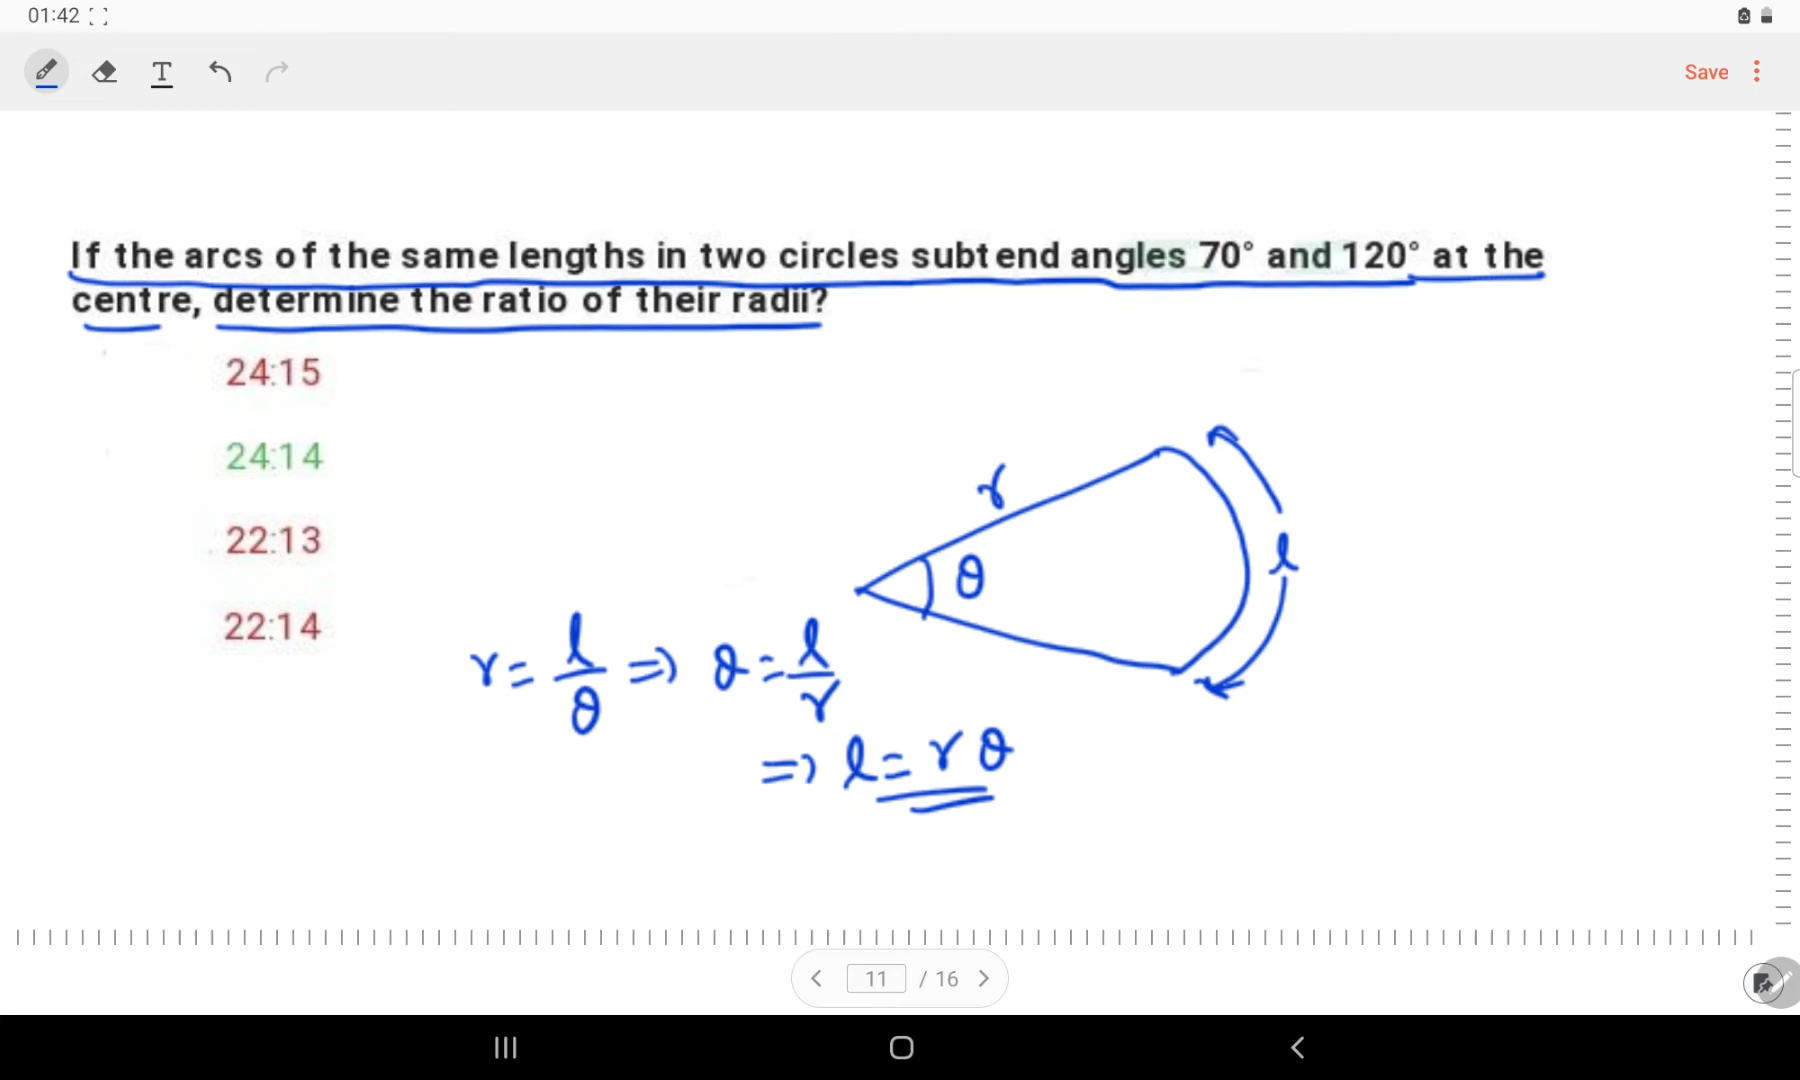 01:42
T
Save
If the arcs of the same lengths in two circles subtend angles 70° and 120° at the
centre, determine the ratio of their radii?
24:15
24:14
22:13
22:14
r
θ
l
r = l/θ ⇒ θ = l/r
⇒ l = r θ
11 / 16